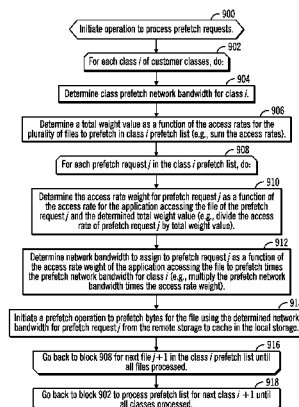 900
Initiate operation to process prefetch requests.
902
For each class i of customer classes, do:
904
Determine class prefetch network bandwidth for class i.
906
Determine a total weight value as a function of the access rates for the
plurality of files to prefetch in class i prefetch list (e.g., sum the access rates).
908
For each prefetch request j in the class i prefetch list, do:
910
Determine the access rate weight for prefetch request j as a function of
the access rate for the application accessing the file of the prefetch
request j and the determined total weight value (e.g., divide the access
rate of prefetch request j by total weight value).
912
Determine network bandwidth to assign to prefetch request j as a function of
the access rate weight of the application accessing the file to prefetch times
the prefetch network bandwidth for class i (e.g., multiply the prefetch network
bandwidth times the access rate weight).
914
Initiate a prefetch operation to prefetch bytes for the file using the determined network
bandwidth for prefetch request j from the remote storage to cache in the local storage.
916
Go back to block 908 for next file j + 1 in the class i prefetch list until
all files processed.
918
Go back to block 902 to process prefetch list for next class i + 1 until
all classes processed.